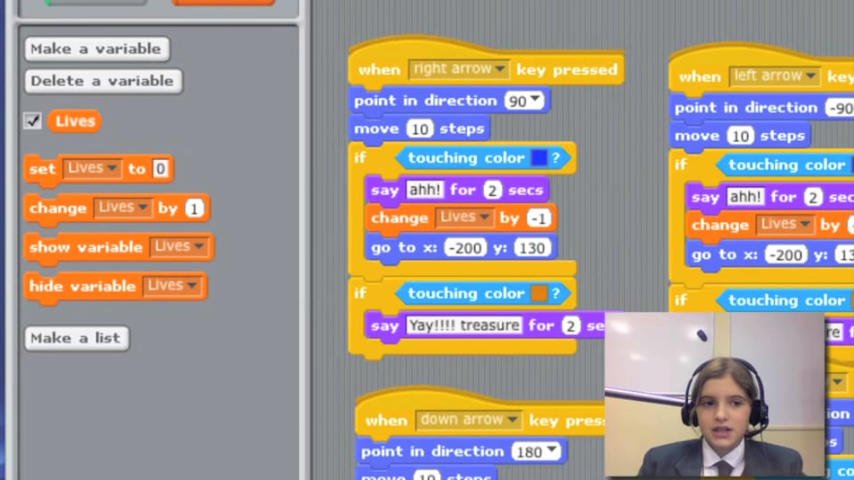 Make a variable
Delete a variable
Lives
set Lives to 0
change Lives by 1
show variable Lives
hide variable Lives
Make a list
when right arrow key pressed
point in direction 90
move 10 steps
if touching color ?
say ahh! for 2 secs
change Lives by -1
go to x: -200 y: 130
if touching color ?
say Yay!!!! treasure for 2 se
when down arrow key pres
point in direction 180
move 10 steps
when left arrow key
point in direction -90
move 10 steps
if touching color
say ahh! for 2 sec
change Lives by
go to x: -200 y: 13
if touching color